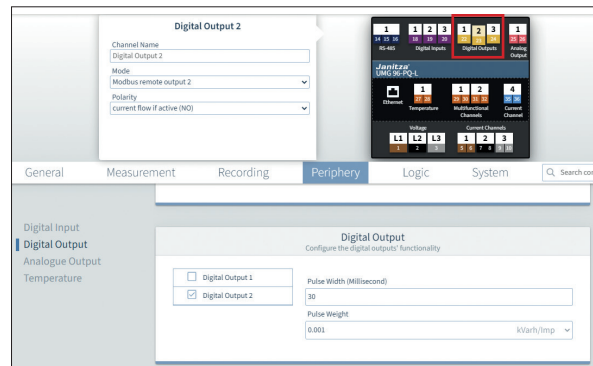 Digital Output 2
Channel Name
Digital Output 2
Mode
Modbus remote output 2
Polarity
current flow if active (NO)
1 1 2 3 1 2 3 1
14 15 16 18 19 20 22 23 24 25 26
RS-485 Digital Inputs Digital Outputs Analog
Output
Janitza
UMG 96-PQ-L
1 1 2 4
27 28 29 30 31 32 35 36
Ethernet Temperature Multifunctional Current
Channels Channel
Voltage Current Channels
L1 L2 L3 1 2 3
1 2 3 5 6 7 8 9 10
General Measurement Recording Periphery Logic System Search con
Digital Input
Digital Output
Analogue Output
Temperature
Digital Output
Configure the digital outputs' functionality
Digital Output 1
Digital Output 2
Pulse Width (Millisecond)
30
Pulse Weight
0.001 kVarh/Imp